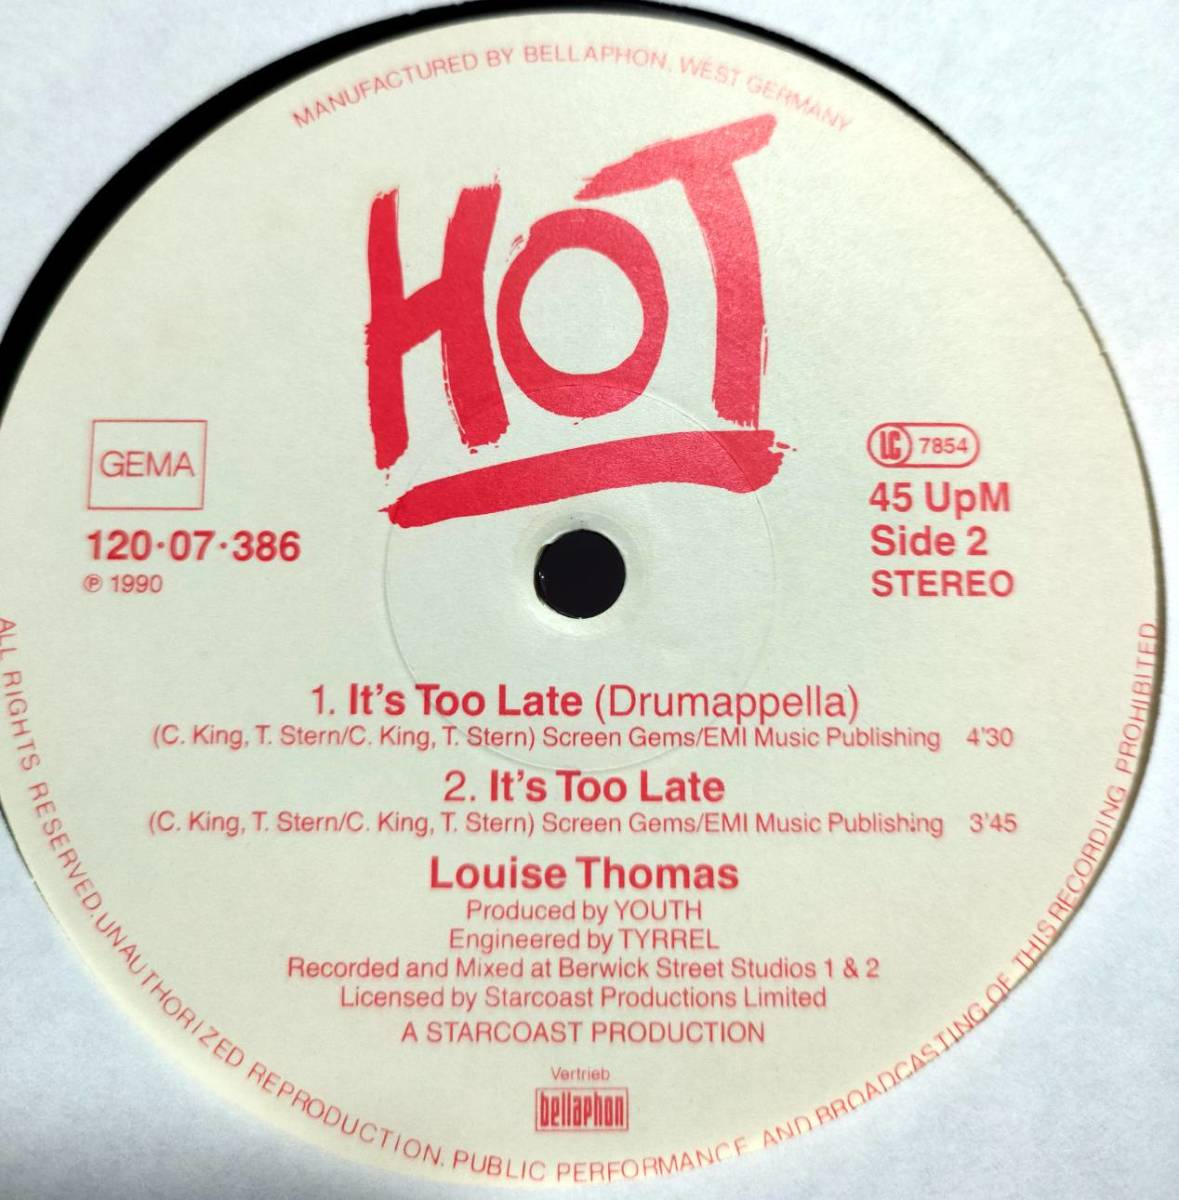 MANUFACTURED BY BELLAPHON, WEST GERMANY
HOT
GEMA
120·07·386
℗ 1990
LC 7854
45 UpM
Side 2
STEREO
1. It's Too Late (Drumappella)
(C. King, T. Stern/C. King, T. Stern) Screen Gems/EMI Music Publishing 4'30
2. It's Too Late
(C. King, T. Stern/C. King, T. Stern) Screen Gems/EMI Music Publishing 3'45
Louise Thomas
Produced by YOUTH
Engineered by TYRREL
Recorded and Mixed at Berwick Street Studios 1 & 2
Licensed by Starcoast Productions Limited
A STARCOAST PRODUCTION
Vertrieb
bellaphon
ALL RIGHTS RESERVED. UNAUTHORIZED REPRODUCTION. PUBLIC PERFORMANCE AND BROADCASTING OF THIS RECORDING PROHIBITED